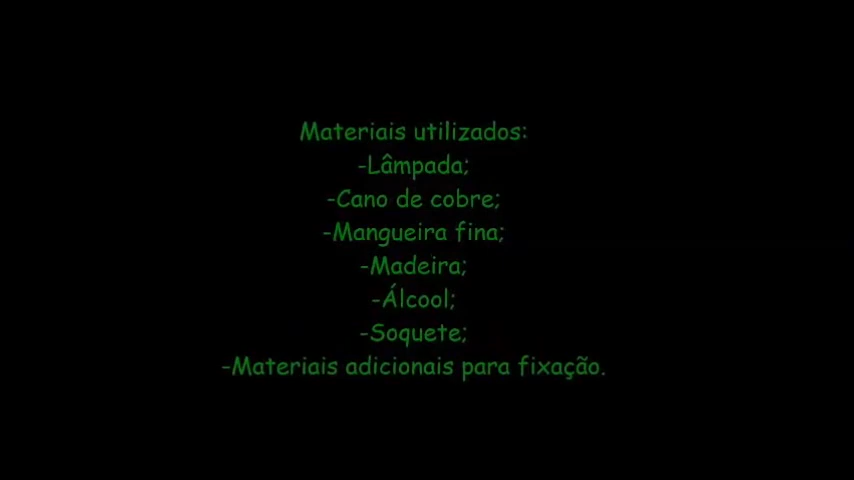 Materiais utilizados:
-Lâmpada;
-Cano de cobre;
-Mangueira fina;
-Madeira;
-Álcool;
-Soquete;
-Materiais adicionais para fixação.